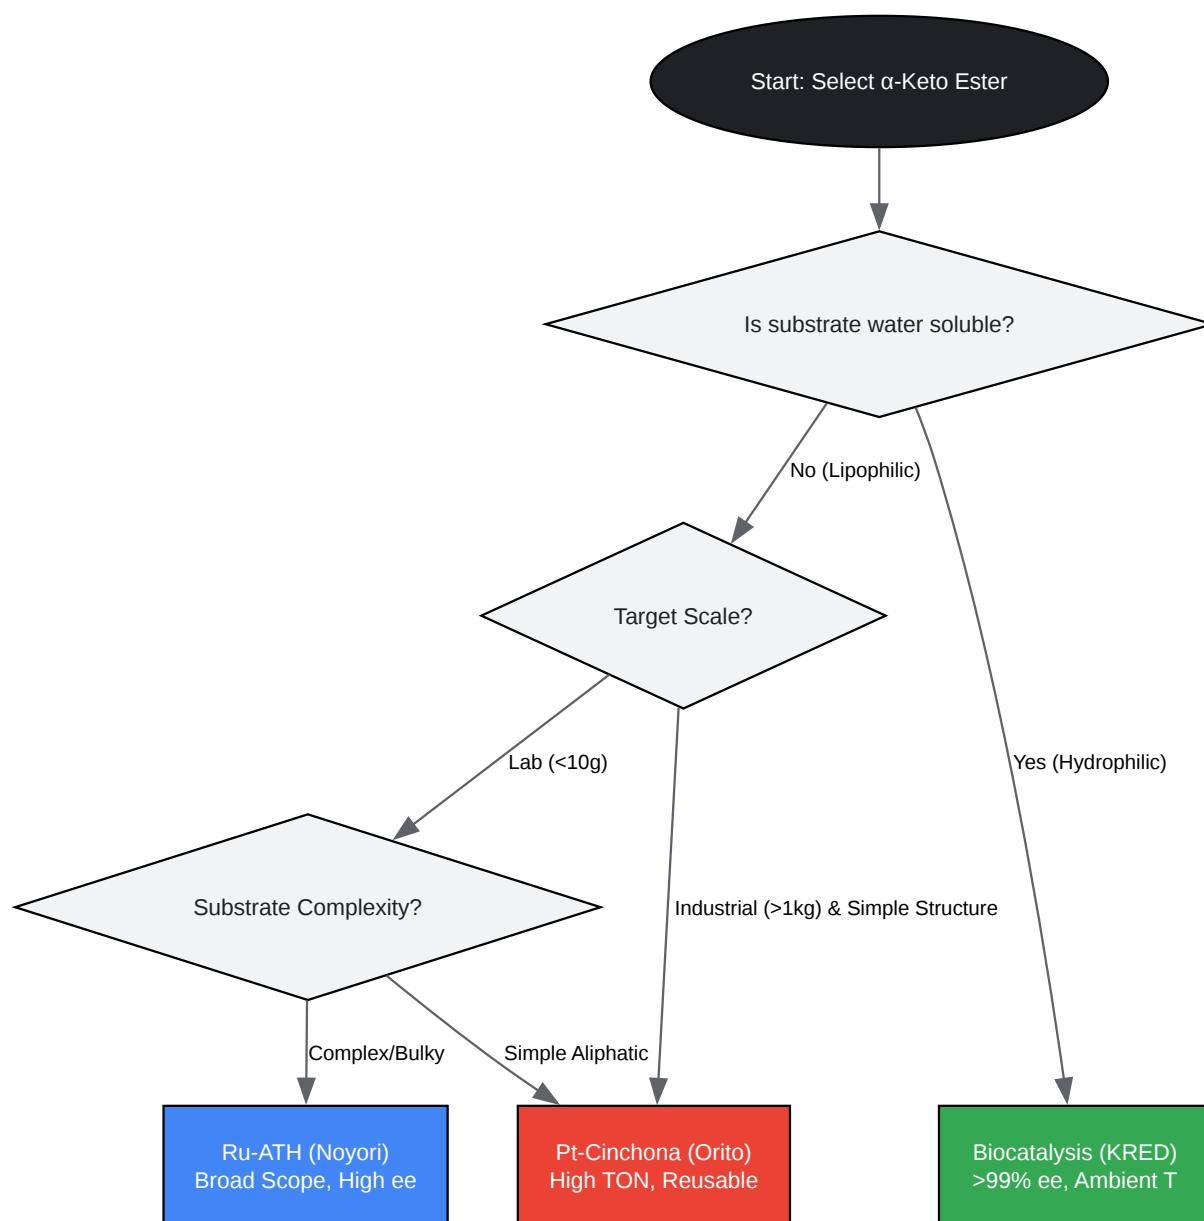 Start: Select α-Keto Ester
Is substrate water soluble?
No (Lipophilic)
Target Scale?
Lab (<10g)
Yes (Hydrophilic)
Substrate Complexity?
Industrial (>1kg) & Simple Structure
Complex/Bulky
Simple Aliphatic
Ru-ATH (Noyori)
Broad Scope, High ee
Pt-Cinchona (Orito)
High TON, Reusable
Biocatalysis (KRED)
>99% ee, Ambient T